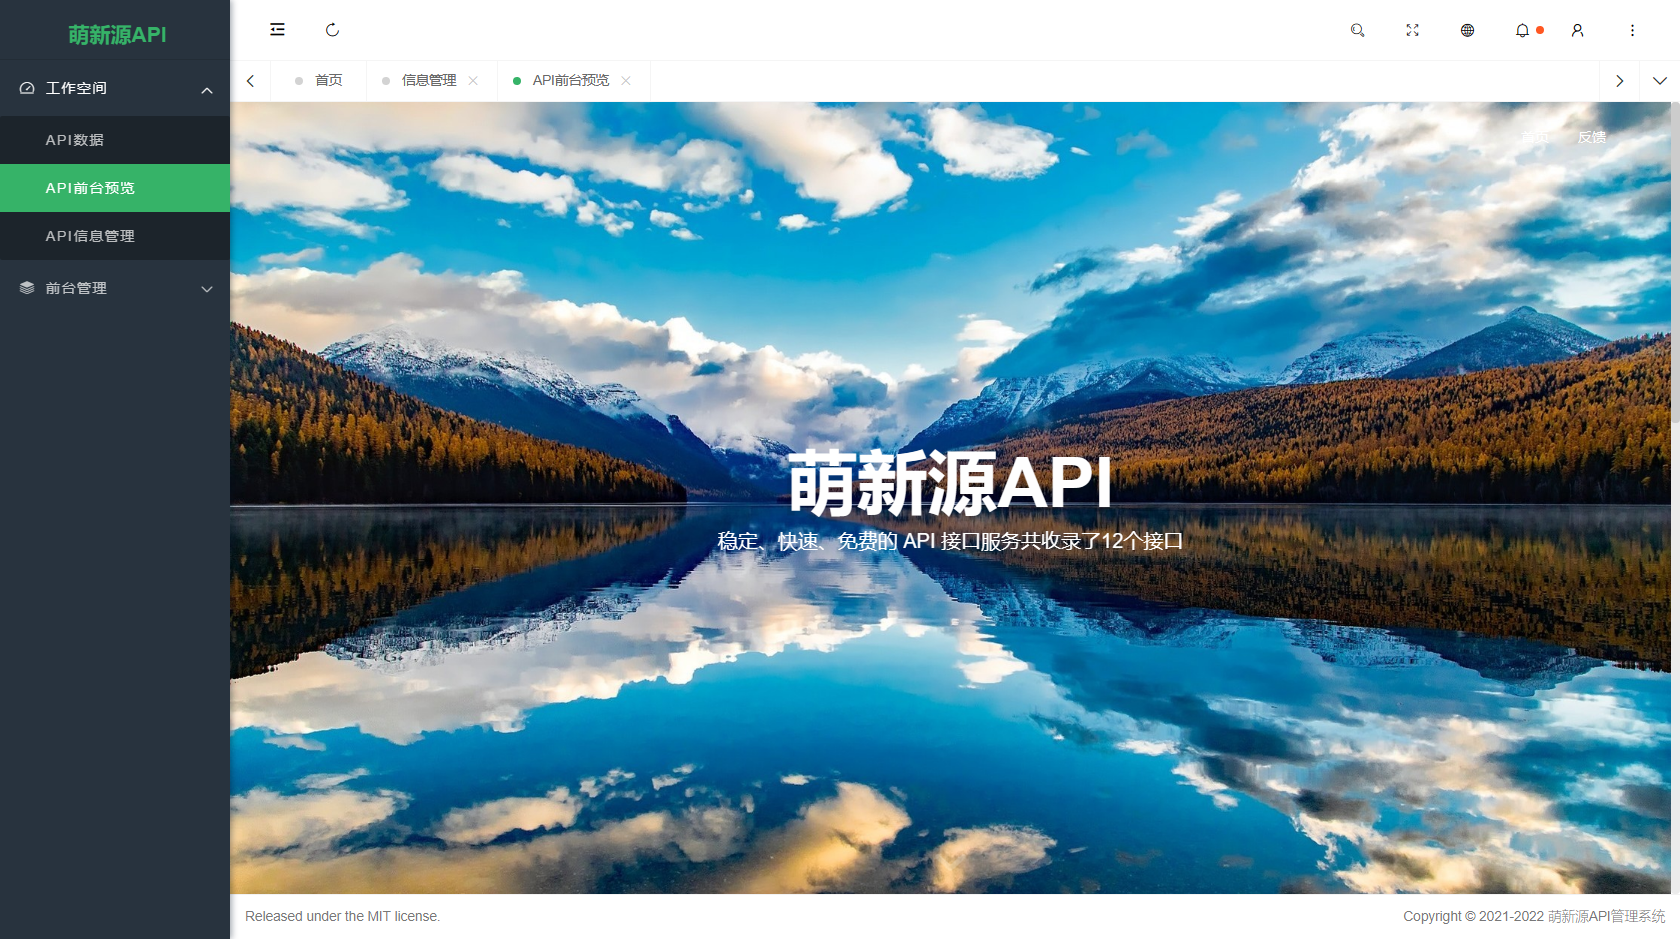 萌新源API
工作空间
API数据
API前台预览
API信息管理
前台管理
首页
信息管理
API前台预览
首页
反馈
萌新源API
稳定、快速、免费的 API 接口服务共收录了12个接口
Released under the MIT license.
Copyright © 2021-2022 萌新源API管理系统